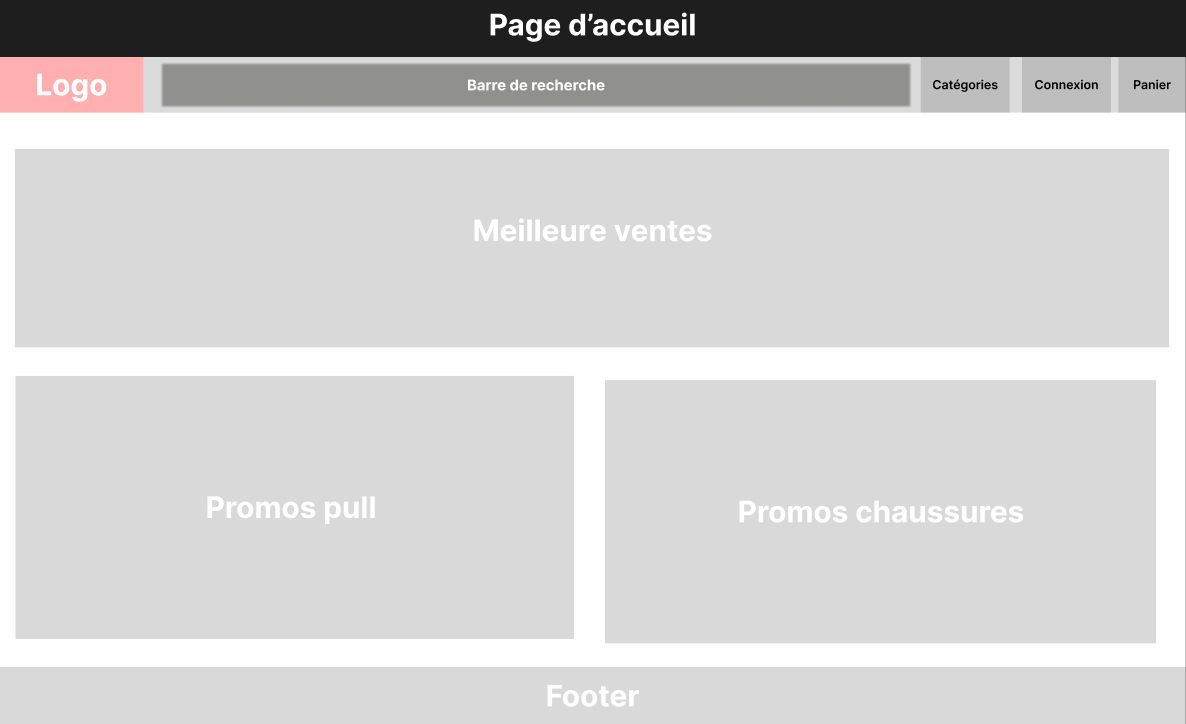 Page d’accueil
Logo
Barre de recherche
Catégories
Connexion
Panier
Meilleure ventes
Promos pull
Promos chaussures
Footer